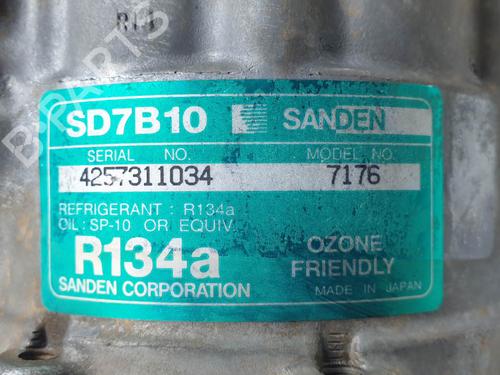 SD7B10 SANDEN
SERIAL NO. MODEL NO.
4257311034 7176
REFRIGERANT : R134a
OIL: SP-10 OR EQUIV.
R134a OZONE FRIENDLY
SANDEN CORPORATION MADE IN JAPAN
B-PARTS